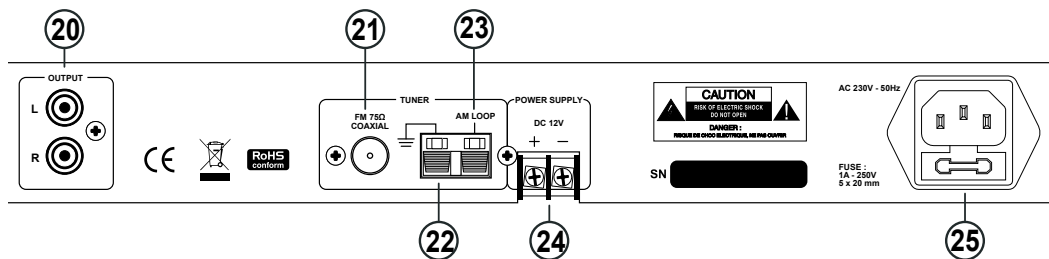 20
21
23
OUTPUT
L
R
CE
RoHS
conform
TUNER
FM 75Ω
COAXIAL
AM LOOP
POWER SUPPLY
DC 12V
+ −
CAUTION
RISK OF ELECTRIC SHOCK
DO NOT OPEN
DANGER :
RISQUE DE CHOC ELECTRIQUE, NE PAS OUVRIR
SN
AC 230V - 50Hz
FUSE :
1A - 250V
5 x 20 mm
22
24
25